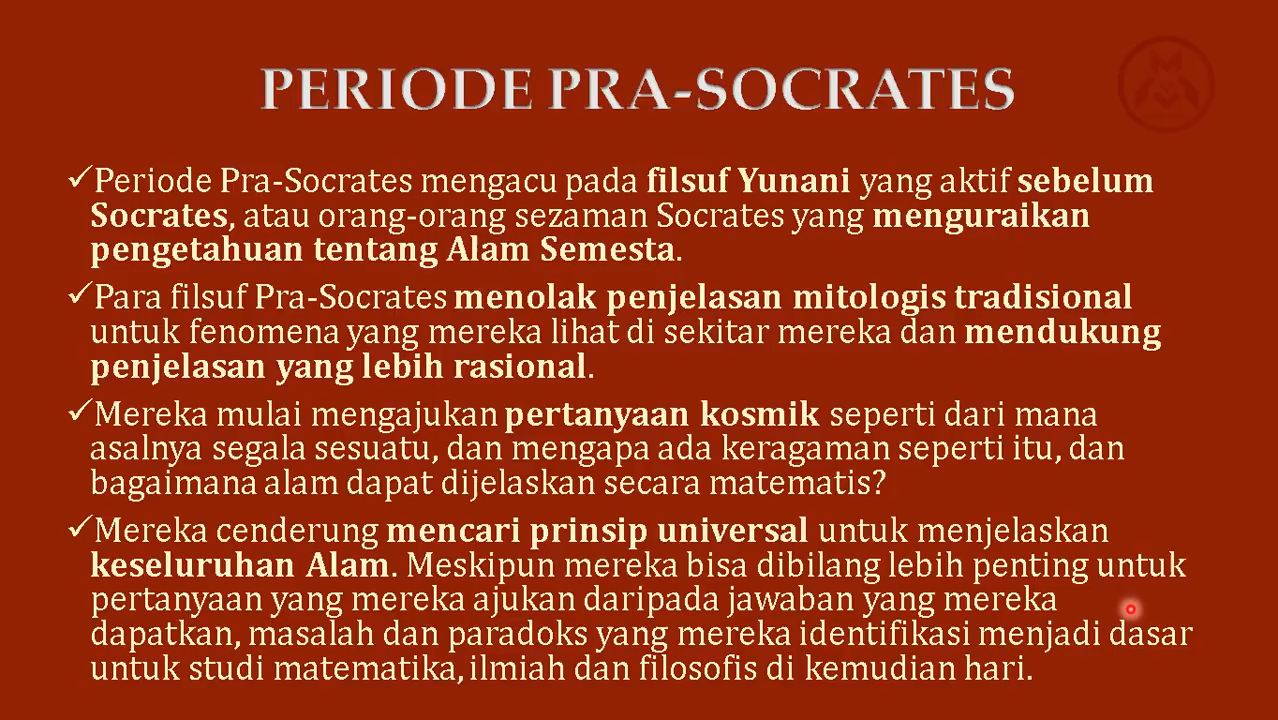 PERIODE PRA-SOCRATES
✓Periode Pra-Socrates mengacu pada filsuf Yunani yang aktif sebelum
Socrates, atau orang-orang sezaman Socrates yang menguraikan
pengetahuan tentang Alam Semesta.
✓Para filsuf Pra-Socrates menolak penjelasan mitologis tradisional
untuk fenomena yang mereka lihat di sekitar mereka dan mendukung
penjelasan yang lebih rasional.
✓Mereka mulai mengajukan pertanyaan kosmik seperti dari mana
asalnya segala sesuatu, dan mengapa ada keragaman seperti itu, dan
bagaimana alam dapat dijelaskan secara matematis?
✓Mereka cenderung mencari prinsip universal untuk menjelaskan
keseluruhan Alam. Meskipun mereka bisa dibilang lebih penting untuk
pertanyaan yang mereka ajukan daripada jawaban yang mereka
dapatkan, masalah dan paradoks yang mereka identifikasi menjadi dasar
untuk studi matematika, ilmiah dan filosofis di kemudian hari.